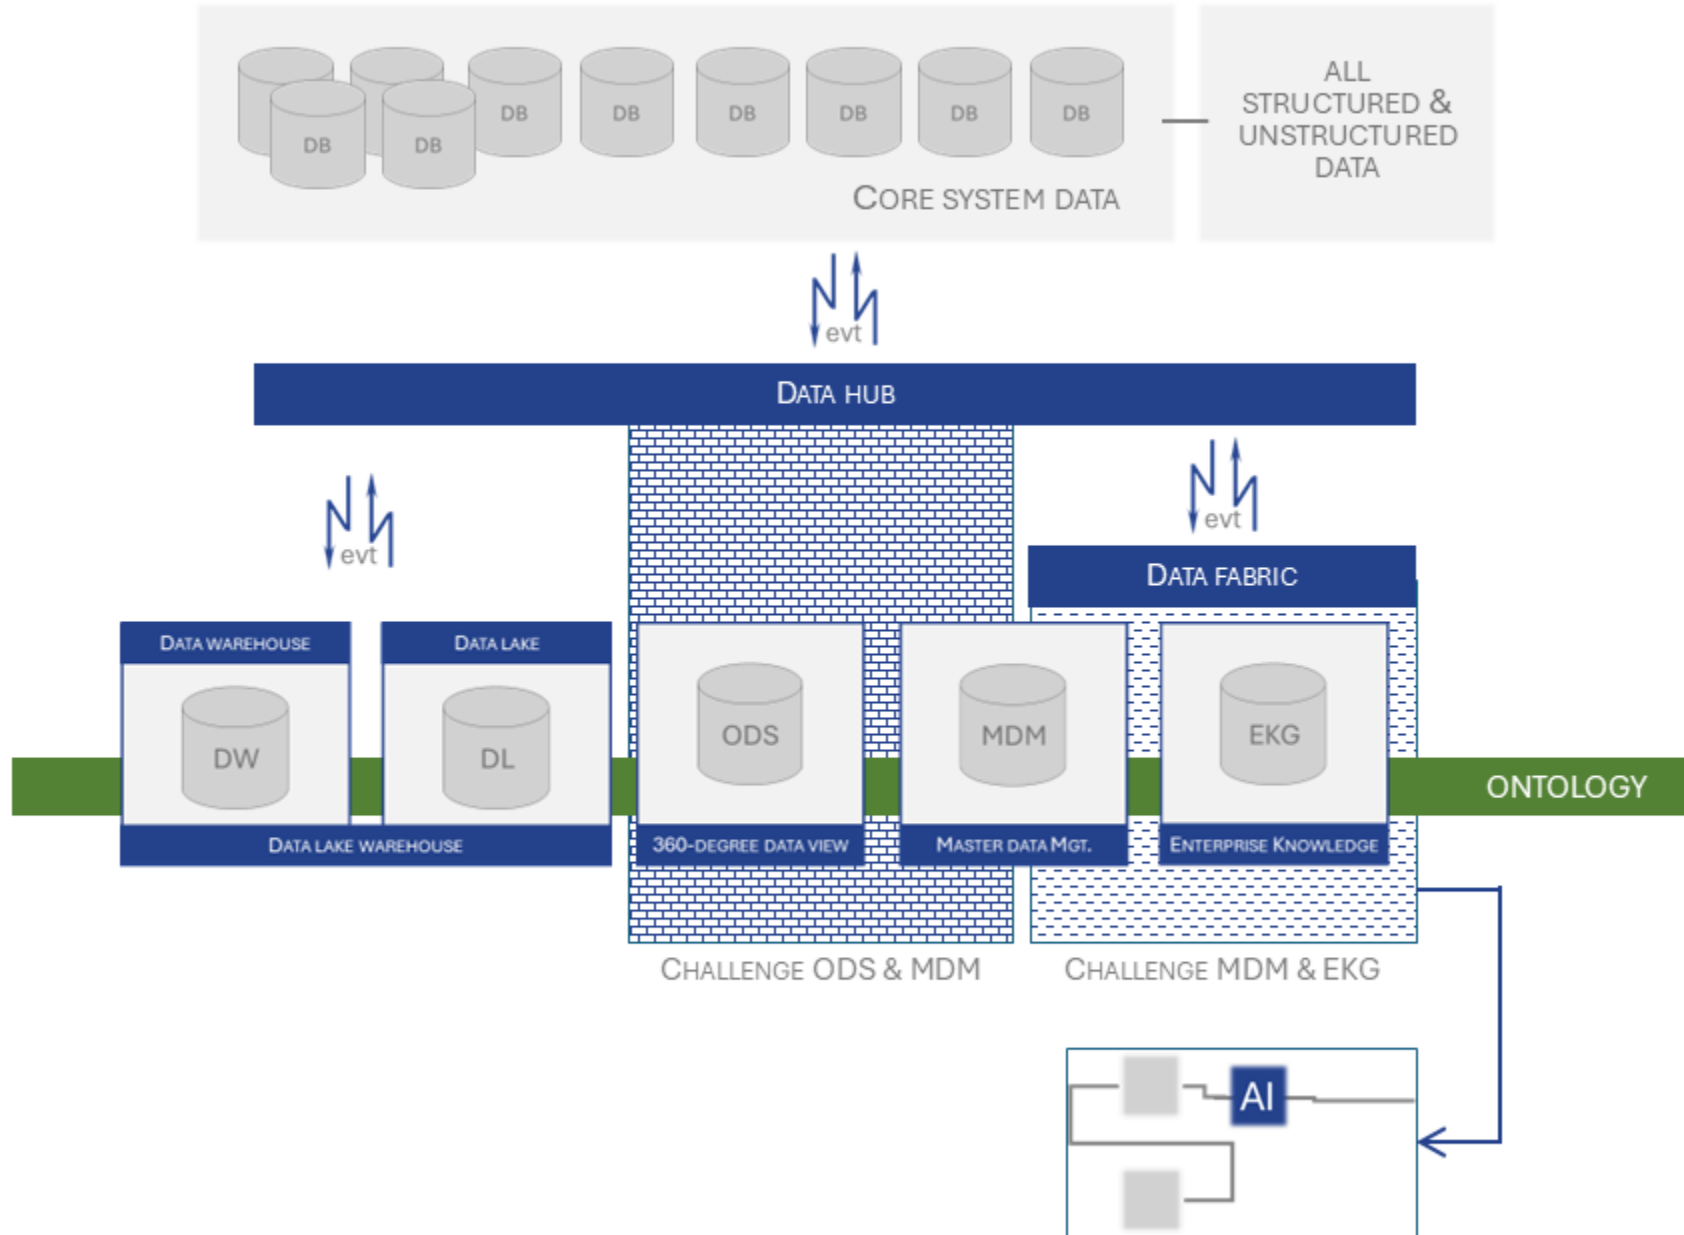 DB
DB
DB
DB
DB
DB
DB
DB
CORE SYSTEM DATA
ALL
STRUCTURED &
UNSTRUCTURED
DATA
evt
DATA HUB
evt
evt
DATA FABRIC
DATA WAREHOUSE
DATA LAKE
DW
DL
ODS
MDM
EKG
ONTOLOGY
DATA LAKE WAREHOUSE
360-DEGREE DATA VIEW
MASTER DATA MGT.
ENTERPRISE KNOWLEDGE
CHALLENGE ODS & MDM
CHALLENGE MDM & EKG
AI